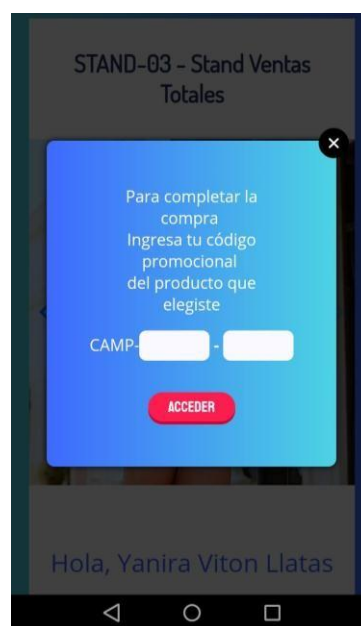 STAND-03 - Stand Ventas
Totales
Para completar la
compra
Ingresa tu código
promocional
del producto que
elegiste
CAMP- -
ACCEDER
Hola, Yanira Viton Llatas